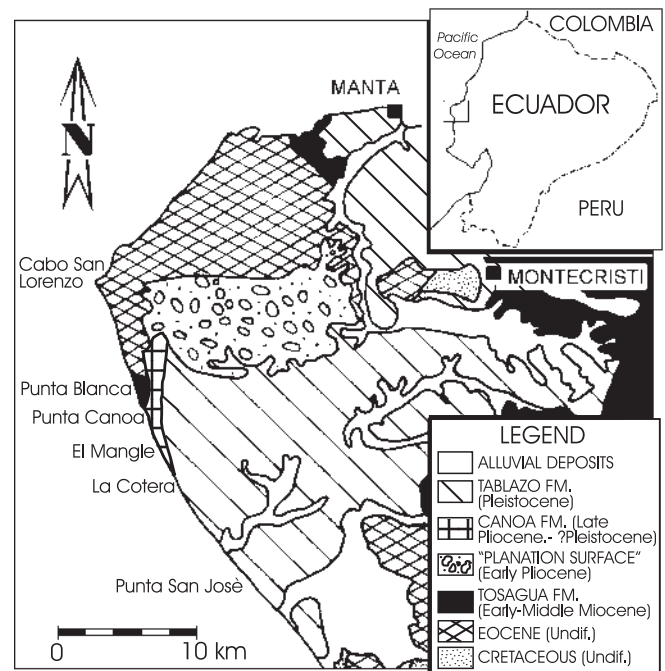 COLOMBIA
Pacific
Ocean
ECUADOR
PERU
MANTA
N
Cabo San
Lorenzo
MONTECRISTI
Punta Blanca
Punta Canoa
El Mangle
La Cotera
Punta San Josè
0 10 km
LEGEND
ALLUVIAL DEPOSITS
TABLAZO FM.
(Pleistocene)
CANOA FM. (Late
Pliocene.- ?Pleistocene)
"PLANATION SURFACE"
(Early Pliocene)
TOSAGUA FM.
(Early-Middle Miocene)
EOCENE (Undif.)
CRETACEOUS (Undif.)